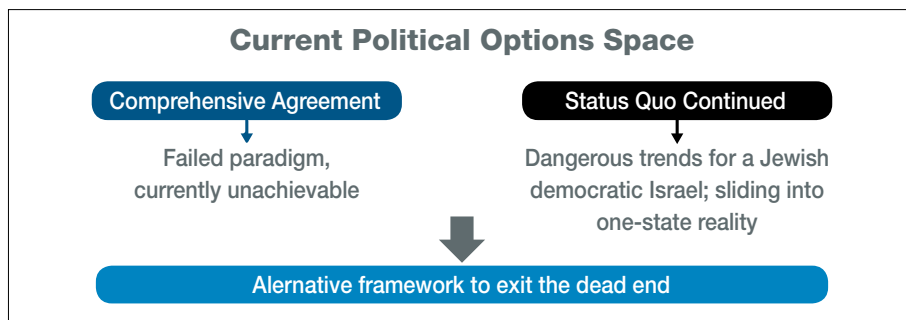 Current Political Options Space
Comprehensive Agreement
Failed paradigm,
currently unachievable
Status Quo Continued
Dangerous trends for a Jewish
democratic Israel; sliding into
one-state reality
Alernative framework to exit the dead end